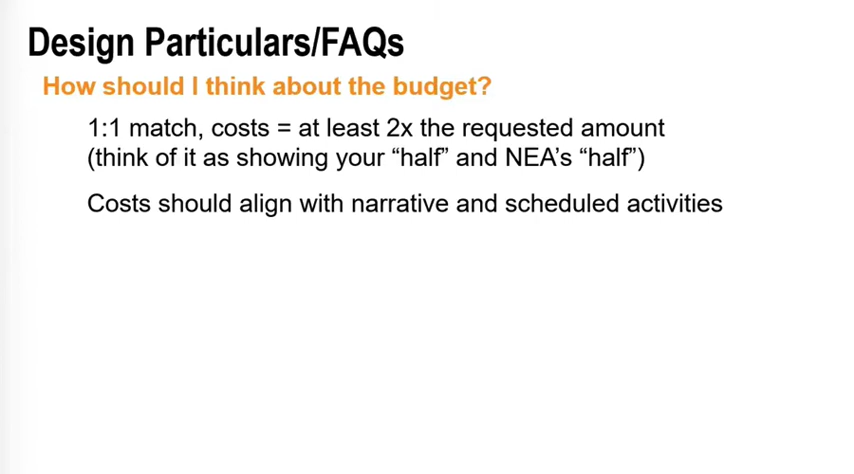 Design Particulars/FAQs
How should I think about the budget?
1:1 match, costs = at least 2x the requested amount
(think of it as showing your “half” and NEA’s “half”)
Costs should align with narrative and scheduled activities